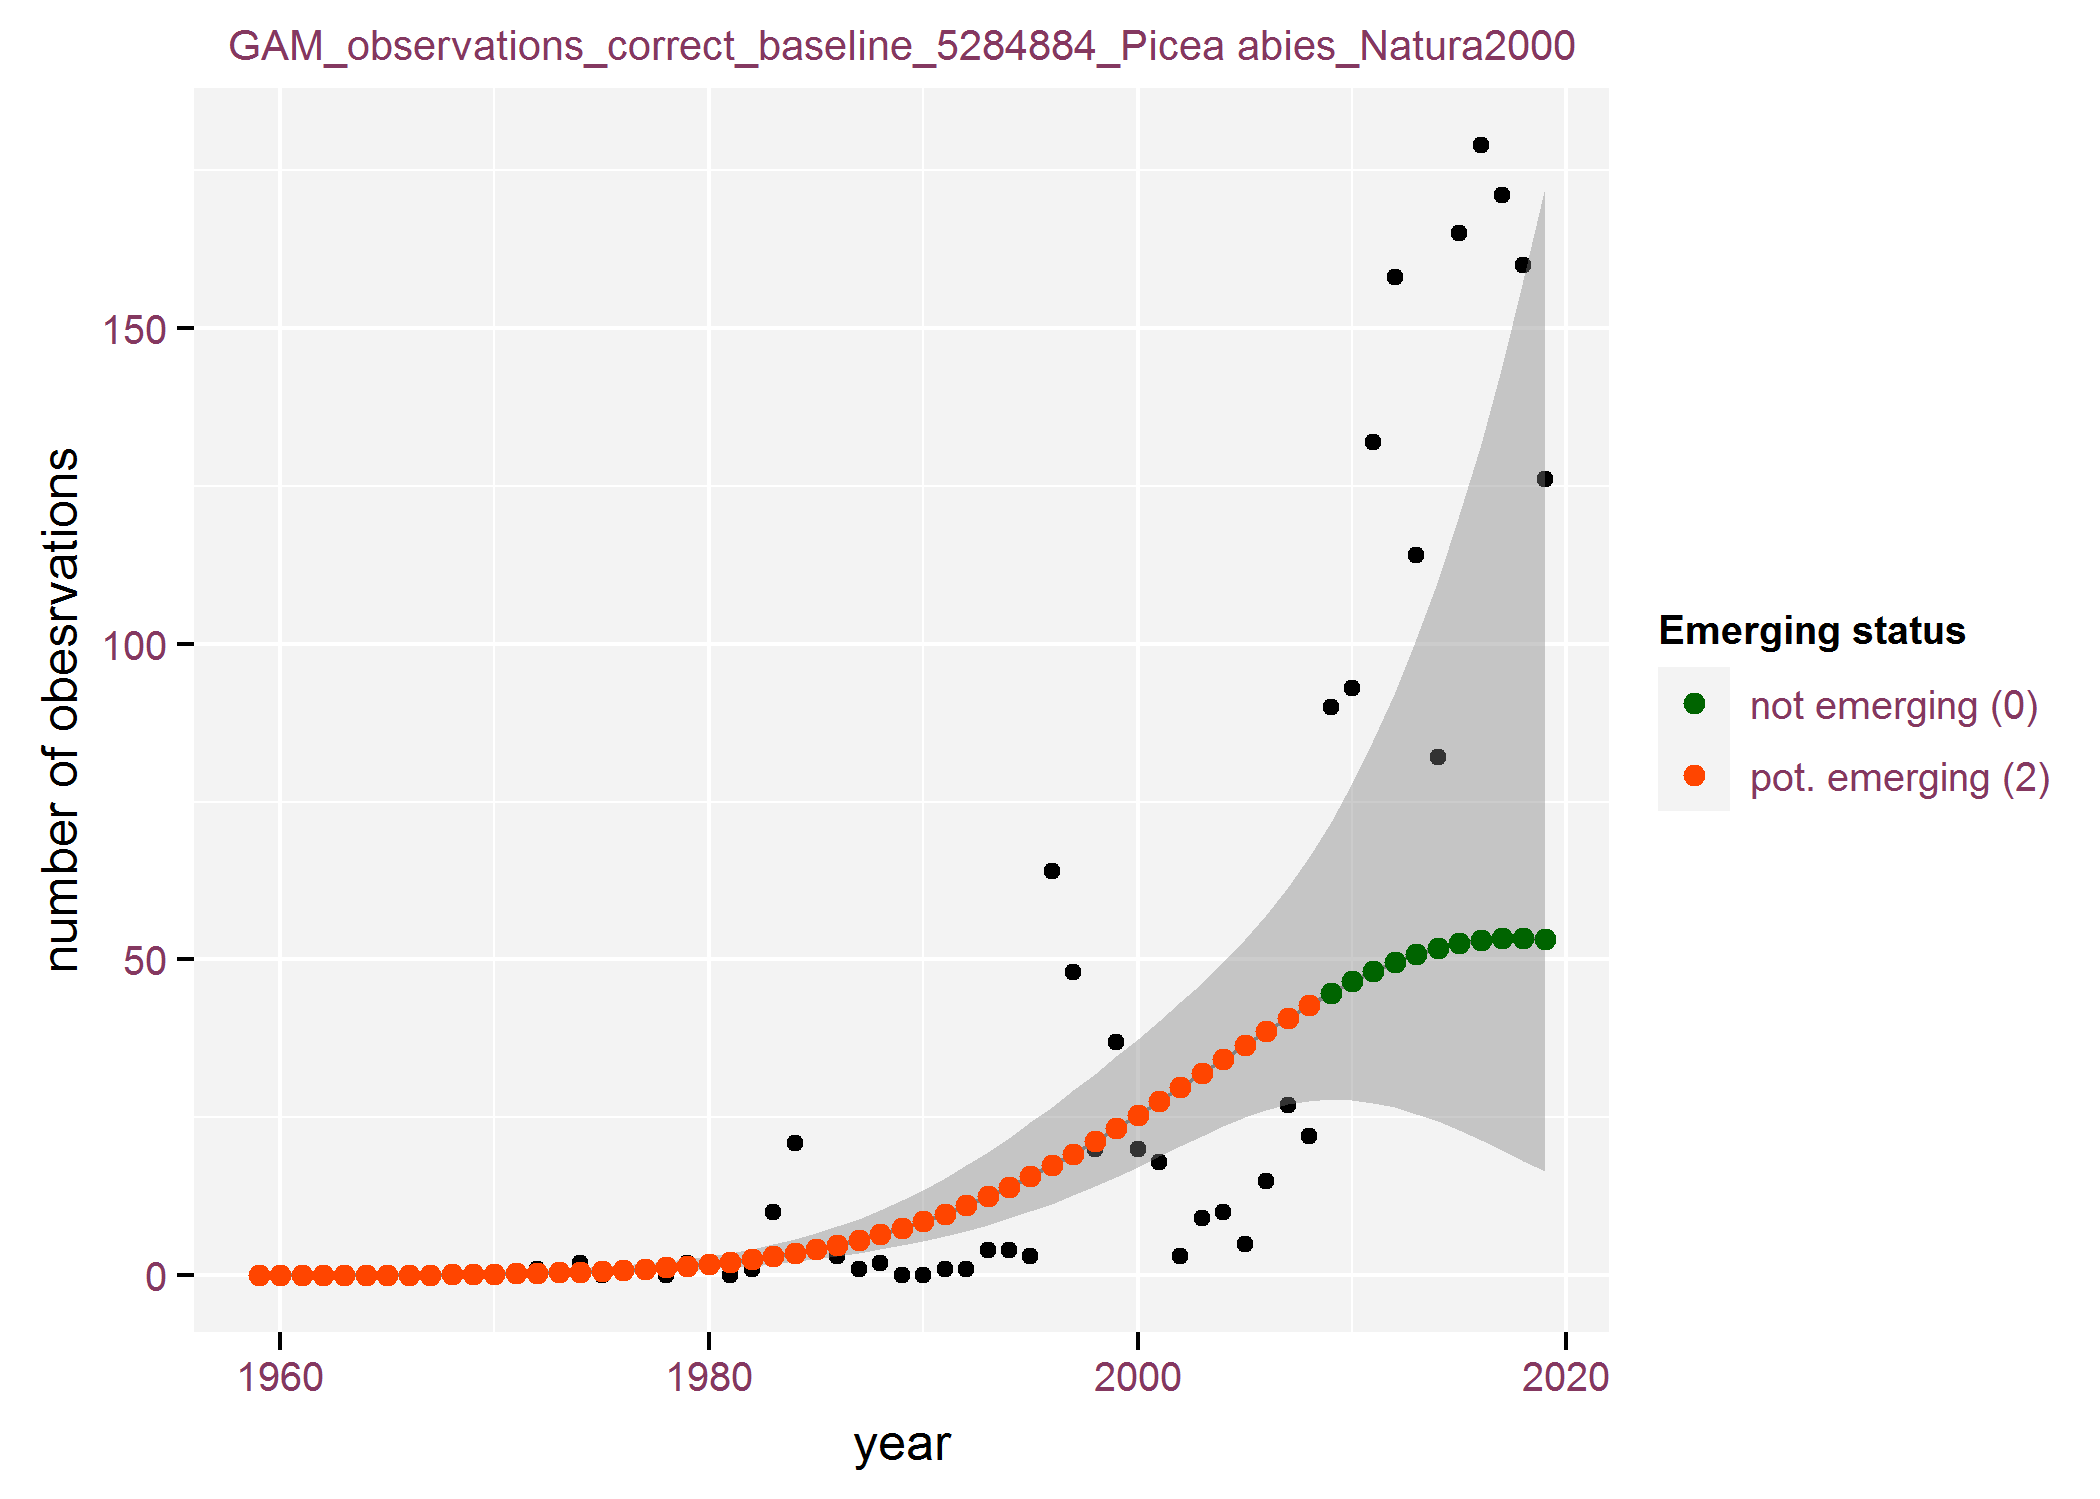 GAM_observations_correct_baseline_5284884_Picea abies_Natura2000
number of obesrvations
150
100
50
0
1960
1980
2000
2020
year
Emerging status
not emerging (0)
pot. emerging (2)